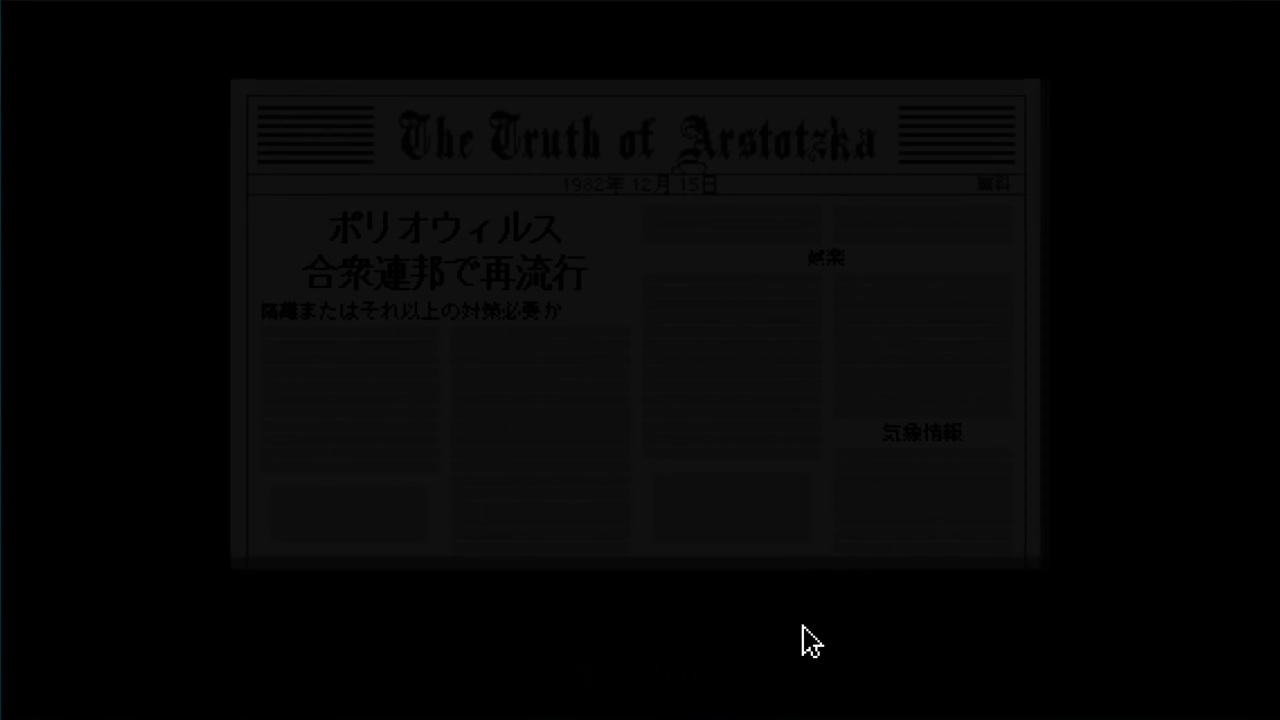 The Truth of Arstotzka
1982年 12月 15日
無料
ポリオウィルス
合衆連邦で再流行
隔離またはそれ以上の対策必要か
娯楽
気象情報